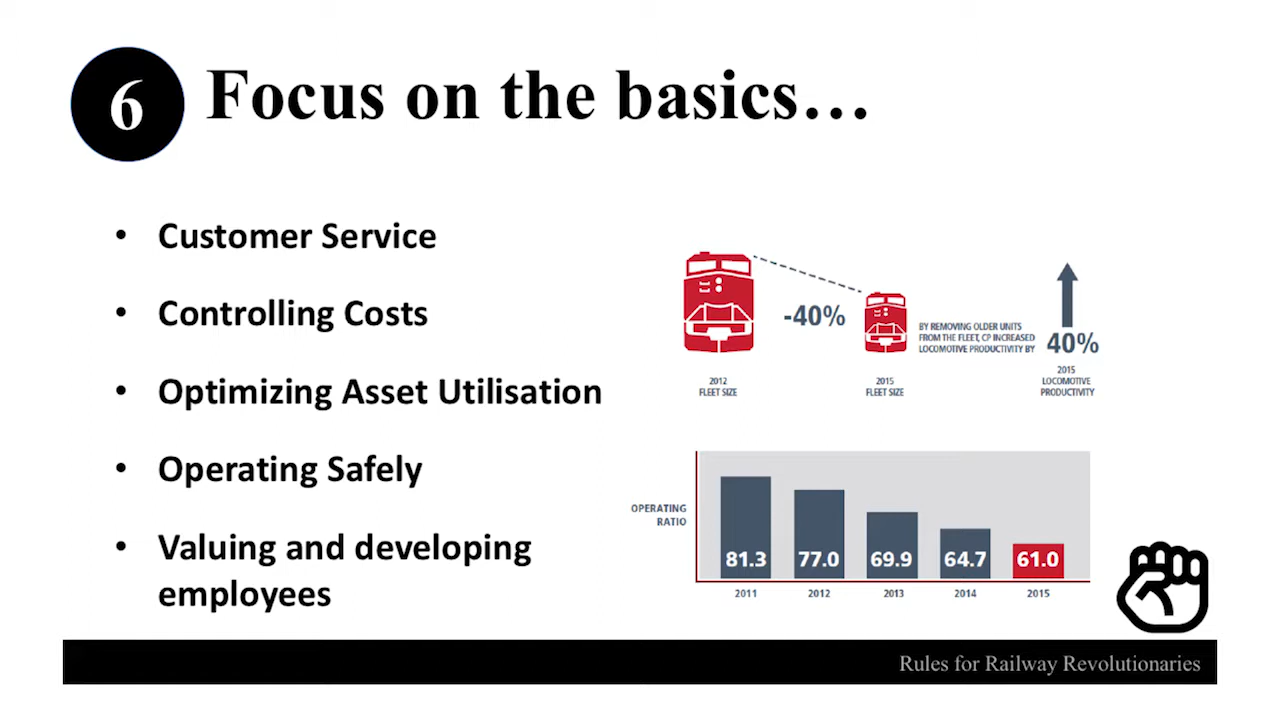 6
Focus on the basics…
• Customer Service
• Controlling Costs
• Optimizing Asset Utilisation
• Operating Safely
• Valuing and developing
employees
-40%
BY REMOVING OLDER UNITS
FROM THE FLEET, CP INCREASED
LOCOMOTIVE PRODUCTIVITY BY
40%
2012
FLEET SIZE
2015
FLEET SIZE
2015
LOCOMOTIVE
PRODUCTIVITY
OPERATING
RATIO
81.3
77.0
69.9
64.7
61.0
2011
2012
2013
2014
2015
Rules for Railway Revolutionaries